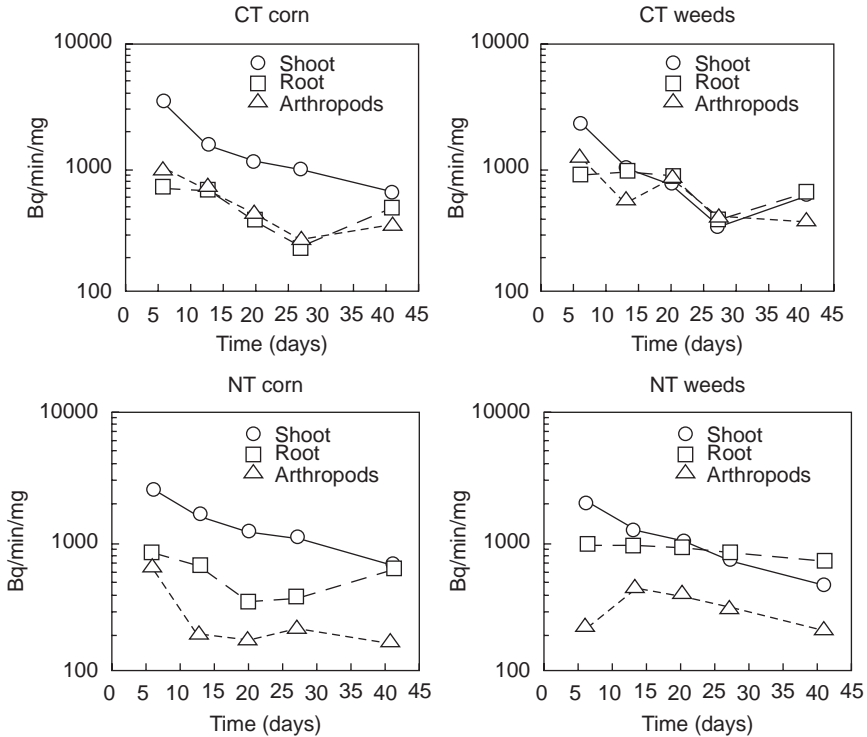 CT corn
10000
1000
100
Bq/min/mg
Shoot
Root
Arthropods
0 5 10 15 20 25 30 35 40 45
Time (days)
CT weeds
10000
1000
100
Bq/min/mg
Shoot
Root
Arthropods
0 5 10 15 20 25 30 35 40 45
Time (days)
NT corn
10000
1000
100
Bq/min/mg
Shoot
Root
Arthropods
0 5 10 15 20 25 30 35 40 45
Time (days)
NT weeds
10000
1000
100
Bq/min/mg
Shoot
Root
Arthropods
0 5 10 15 20 25 30 35 40 45
Time (days)